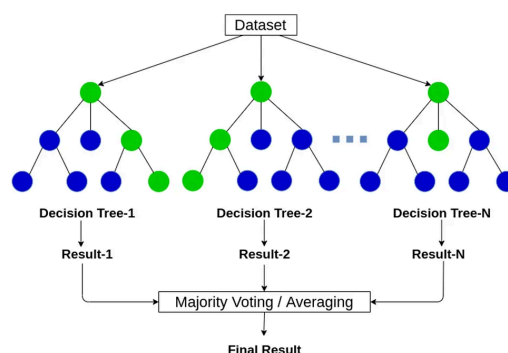 Dataset
Decision Tree-1
Decision Tree-2
Decision Tree-N
Result-1
Result-2
Result-N
Majority Voting / Averaging
Final Result